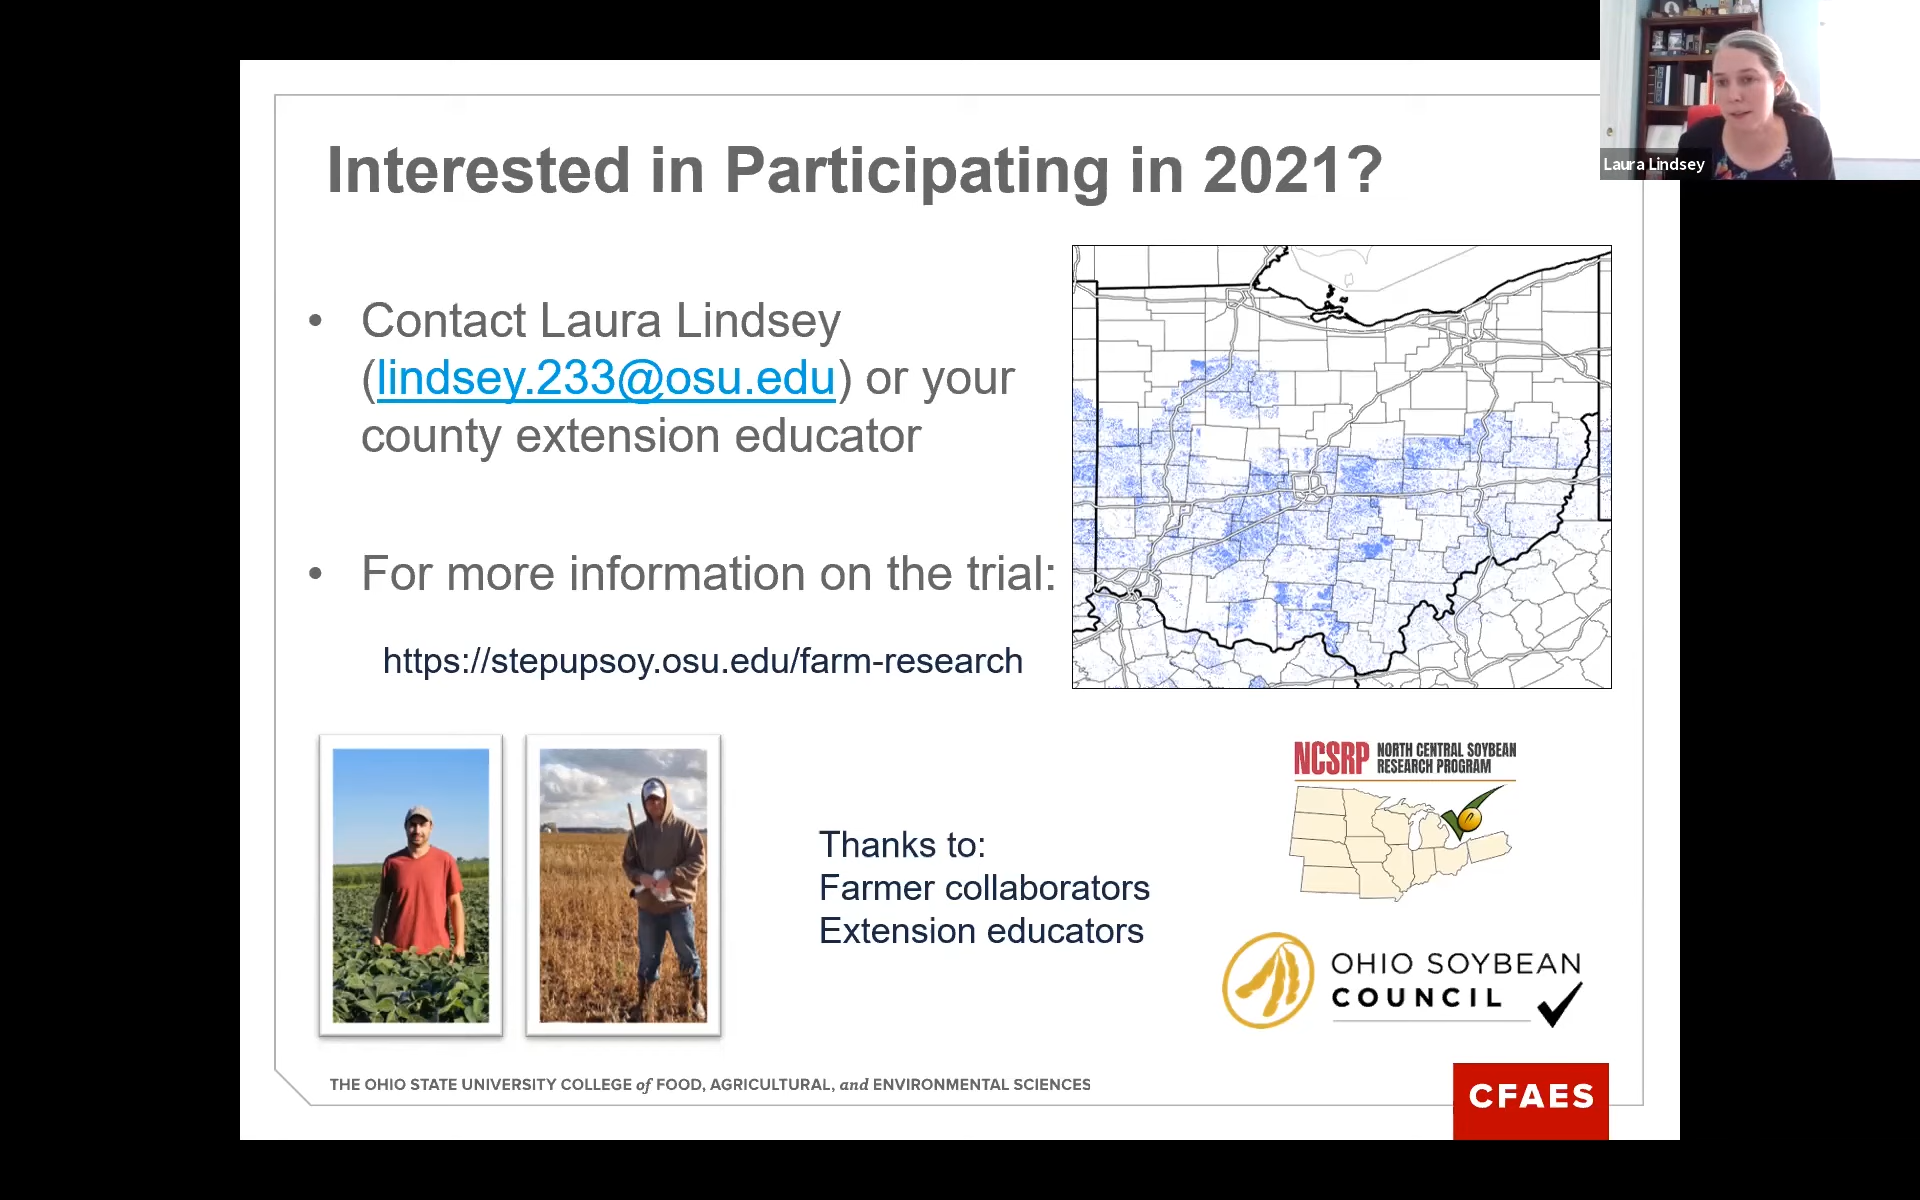 Laura Lindsey
Interested in Participating in 2021?
• Contact Laura Lindsey
(lindsey.233@osu.edu) or your
county extension educator
• For more information on the trial:
https://stepupsoy.osu.edu/farm-research
Thanks to:
Farmer collaborators
Extension educators
NCSRP NORTH CENTRAL SOYBEAN
RESEARCH PROGRAM
OHIO SOYBEAN
COUNCIL
THE OHIO STATE UNIVERSITY COLLEGE of FOOD, AGRICULTURAL, and ENVIRONMENTAL SCIENCES
CFAES